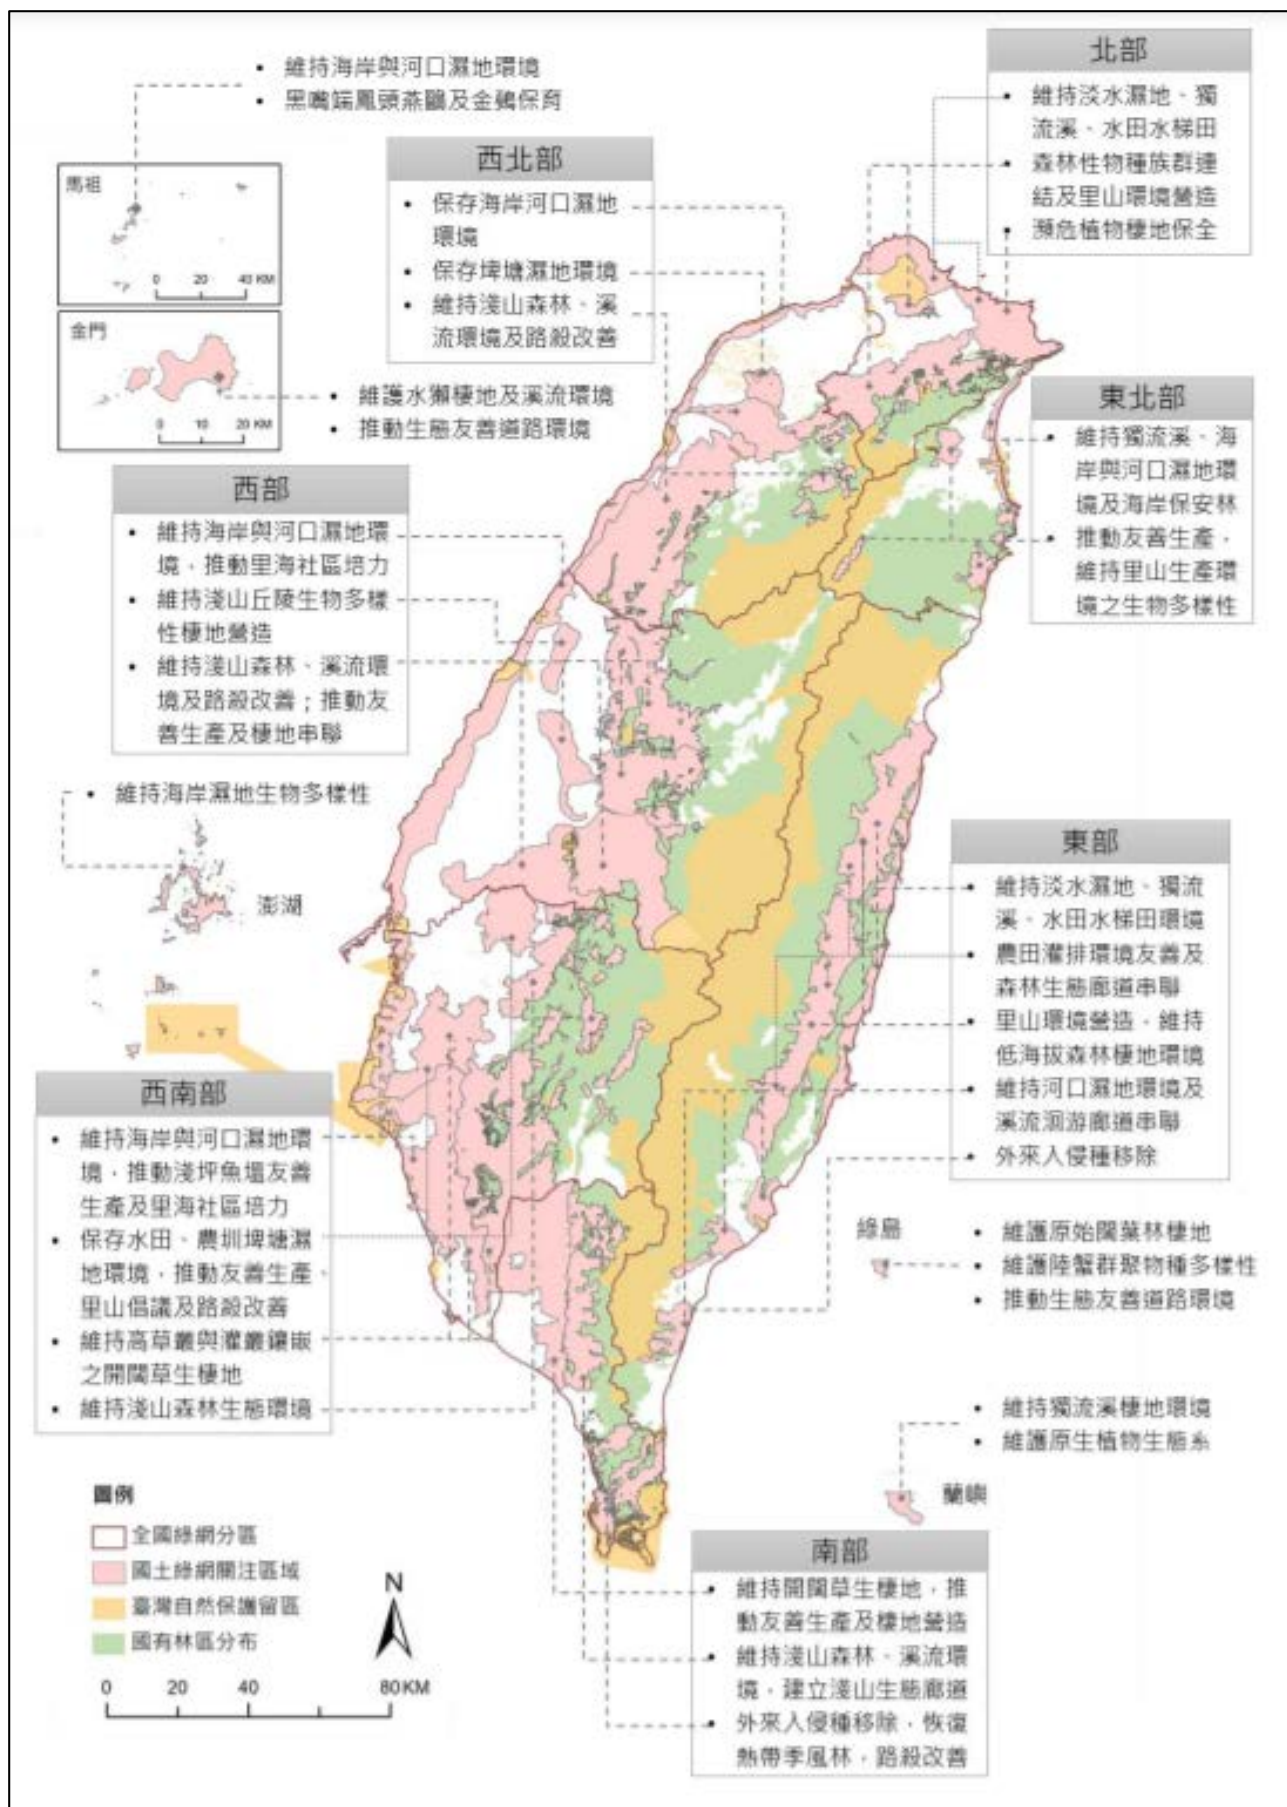 維持海岸與河口濕地環境
黑嘴端鳳頭燕鷗及金鵐保育
馬祖
0 20 40 KM
金門
0 10 20 KM
維護水獺棲地及溪流環境
推動生態友善道路環境
西北部
保存海岸河口濕地
環境
保存埤塘濕地環境
維持淺山森林、溪
流環境及路殺改善
北部
維持淡水濕地、獨
流溪、水田水梯田
森林性物種族群連
結及里山環境營造
瀕危植物棲地保全
東北部
維持獨流溪、海
岸與河口濕地環
境及海岸保安林
推動友善生產，
維持里山生產環
境之生物多樣性
西部
維持海岸與河口濕地環
境，推動里海社區培力
維持淺山丘陵生物多樣
性棲地營造
維持淺山森林、溪流環
境及路殺改善；推動友
善生產及棲地串聯
維持海岸濕地生物多樣性
澎湖
東部
維持淡水濕地、獨流
溪、水田水梯田環境
農田灌排環境友善及
森林生態廊道串聯
里山環境營造，維持
低海拔森林棲地環境
維持河口濕地環境及
溪流洄游廊道串聯
外來入侵種移除
西南部
維持海岸與河口濕地環
境，推動淺坪魚塭友善
生產及里海社區培力
保存水田、農圳埤塘濕
地環境，推動友善生產，
里山倡議及路殺改善
維持高草叢與灌叢鑲嵌
之開闊草生棲地
維持淺山森林生態環境
綠島
維護原始闊葉林棲地
維護陸蟹群聚物種多樣性
推動生態友善道路環境
維持獨流溪棲地環境
維護原生植物生態系
蘭嶼
南部
維持開闊草生棲地，推
動友善生產及棲地營造
維持淺山森林、溪流環
境，建立淺山生態廊道
外來入侵種移除，恢復
熱帶季風林，路殺改善
圖例
全國綠網分區
國土綠網關注區域
臺灣自然保護留區
國有林區分布
N
0 20 40 80 KM